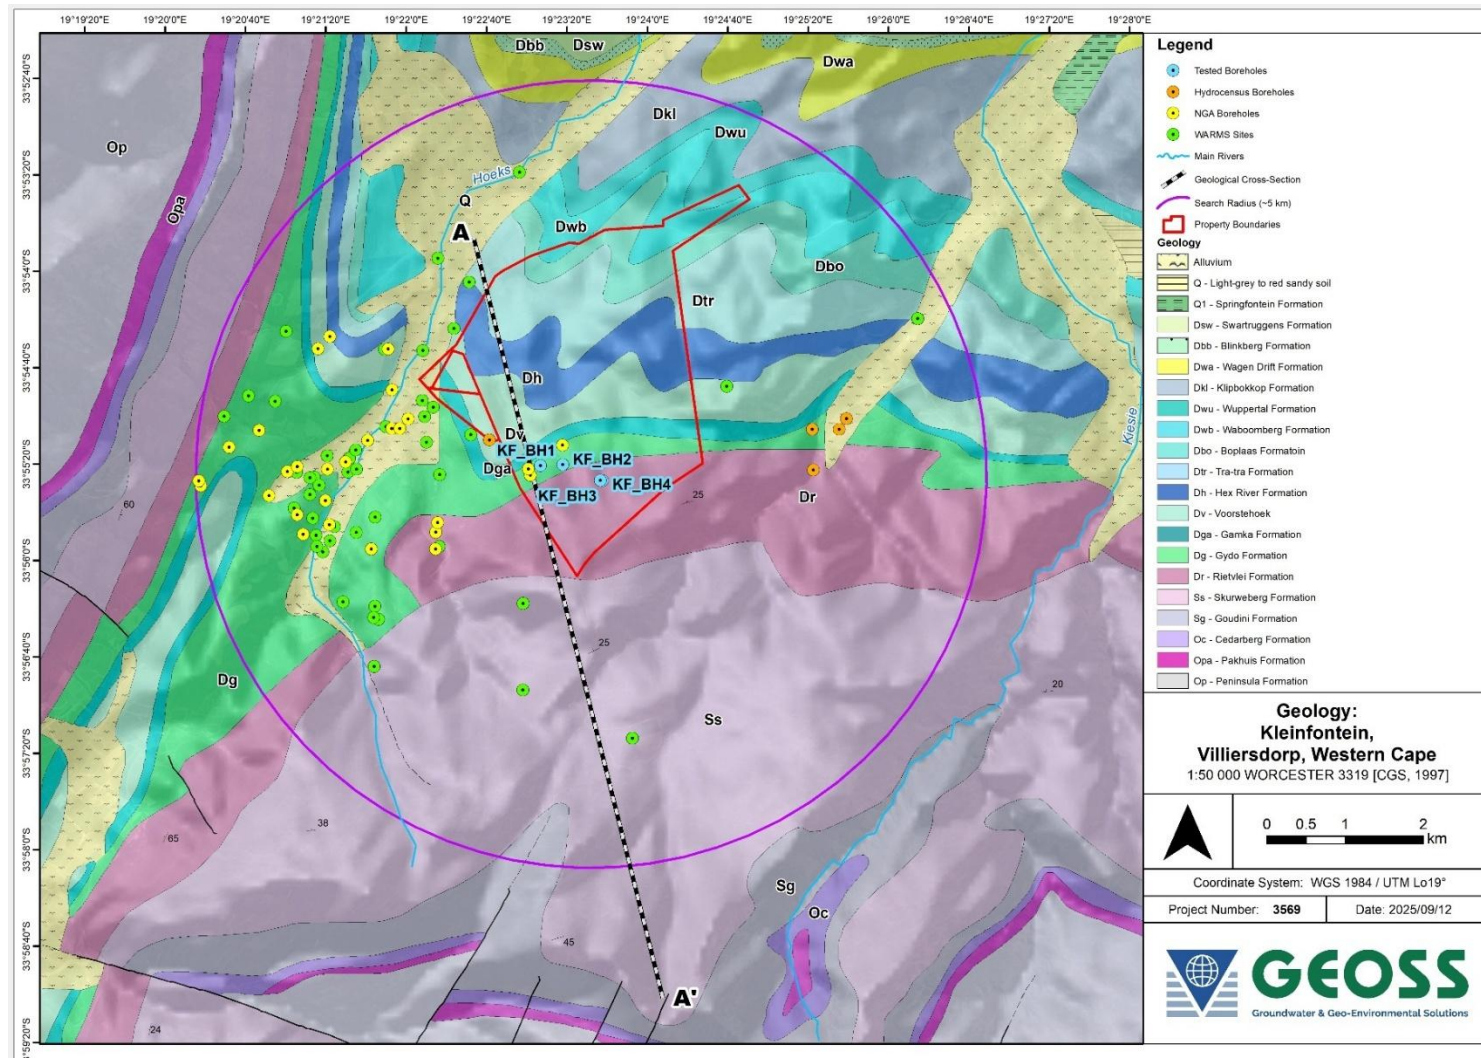 19°19'20"E 19°20'0"E 19°20'40"E 19°21'20"E 19°22'0"E 19°22'40"E 19°23'20"E 19°24'0"E 19°24'40"E 19°25'20"E 19°26'0"E 19°26'40"E 19°27'20"E 19°28'0"E
33°52'40"S
33°53'20"S
33°54'0"S
33°54'40"S
33°55'20"S
33°56'0"S
33°56'40"S
33°57'20"S
33°58'0"S
33°58'40"S
33°59'20"S
Dbb Dsw
Dwa
Dkl
Dwu
Op
Opa
Hoeks
Q
A
Dwb
Dbo
Dtr
Dh
Kiesie
Dv
KF_BH1
KF_BH2
Dga
KF_BH3
KF_BH4
25
Dr
60
25
Dg
20
Ss
38
65
Sg
Oc
45
A'
24
Legend
Tested Boreholes
Hydrocensus Boreholes
NGA Boreholes
WARMS Sites
Main Rivers
Geological Cross-Section
Search Radius (~5 km)
Property Boundaries
Geology
Alluvium
Q - Light-grey to red sandy soil
Q1 - Springfontein Formation
Dsw - Swartruggens Formation
Dbb - Blinkberg Formation
Dwa - Wagen Drift Formation
Dkl - Klipbokkop Formation
Dwu - Wuppertal Formation
Dwb - Waboomberg Formation
Dbo - Boplaas Formatoin
Dtr - Tra-tra Formation
Dh - Hex River Formation
Dv - Voorstehoek
Dga - Gamka Formation
Dg - Gydo Formation
Dr - Rietvlei Formation
Ss - Skurweberg Formation
Sg - Goudini Formation
Oc - Cedarberg Formation
Opa - Pakhuis Formation
Op - Peninsula Formation
Geology:
Kleinfontein,
Villiersdorp, Western Cape
1:50 000 WORCESTER 3319 [CGS, 1997]
0 0.5 1 2
km
Coordinate System: WGS 1984 / UTM Lo19°
Project Number: 3569 Date: 2025/09/12
GEOSS
Groundwater & Geo-Environmental Solutions